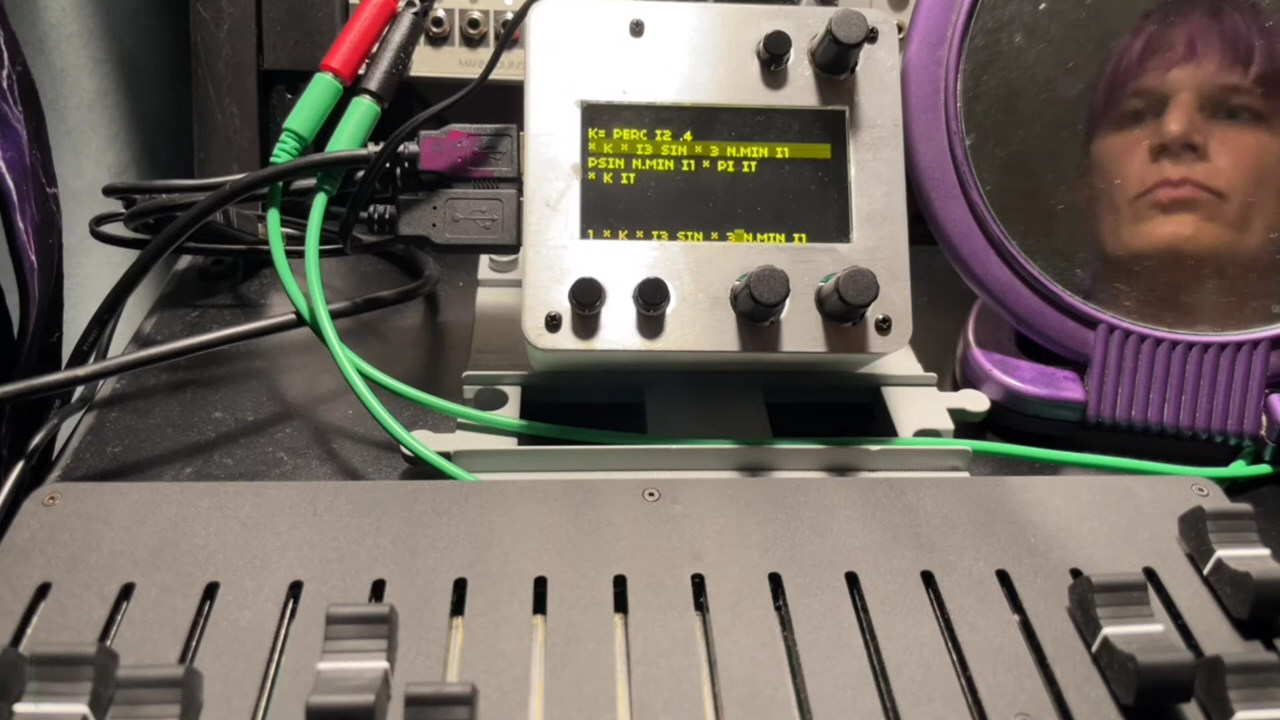 K= PERC I2 .4
* K * I3 SIN * 3 N.MIN I1
PSIN N.MIN I1 * PI IT
* K IT
1 * K * I3 SIN * 3 N.MIN I1